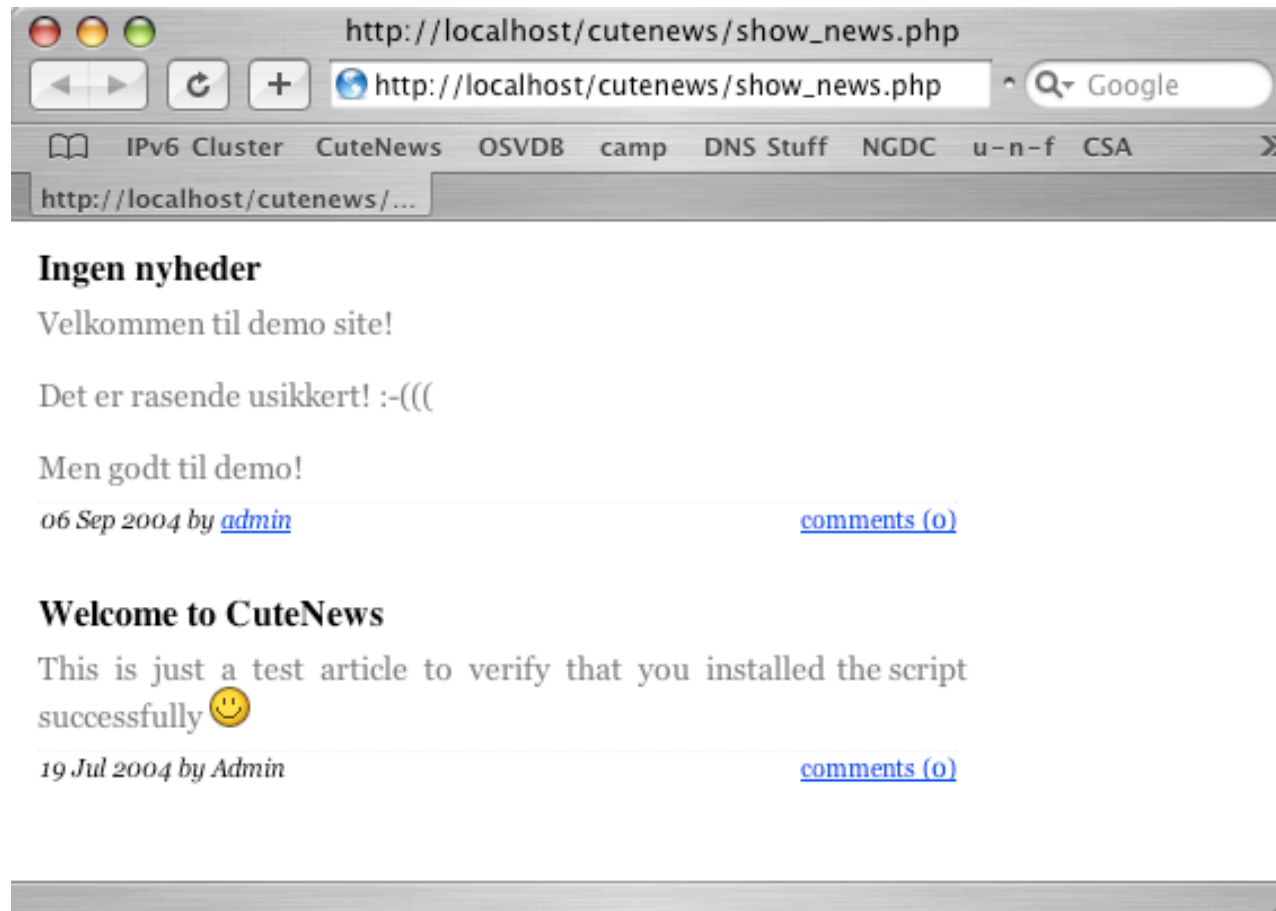 http://localhost/cutenews/show_news.php
http://localhost/cutenews/show_news.php Google
IPv6 Cluster CuteNews OSVDB camp DNS Stuff NGDC u-n-f CSA
http://localhost/cutenews/...
Ingen nyheder
Velkommen til demo site!
Det er rasende usikkert! :-(((
Men godt til demo!
06 Sep 2004 by admin comments (0)
Welcome to CuteNews
This is just a test article to verify that you installed the script
successfully
19 Jul 2004 by Admin comments (0)